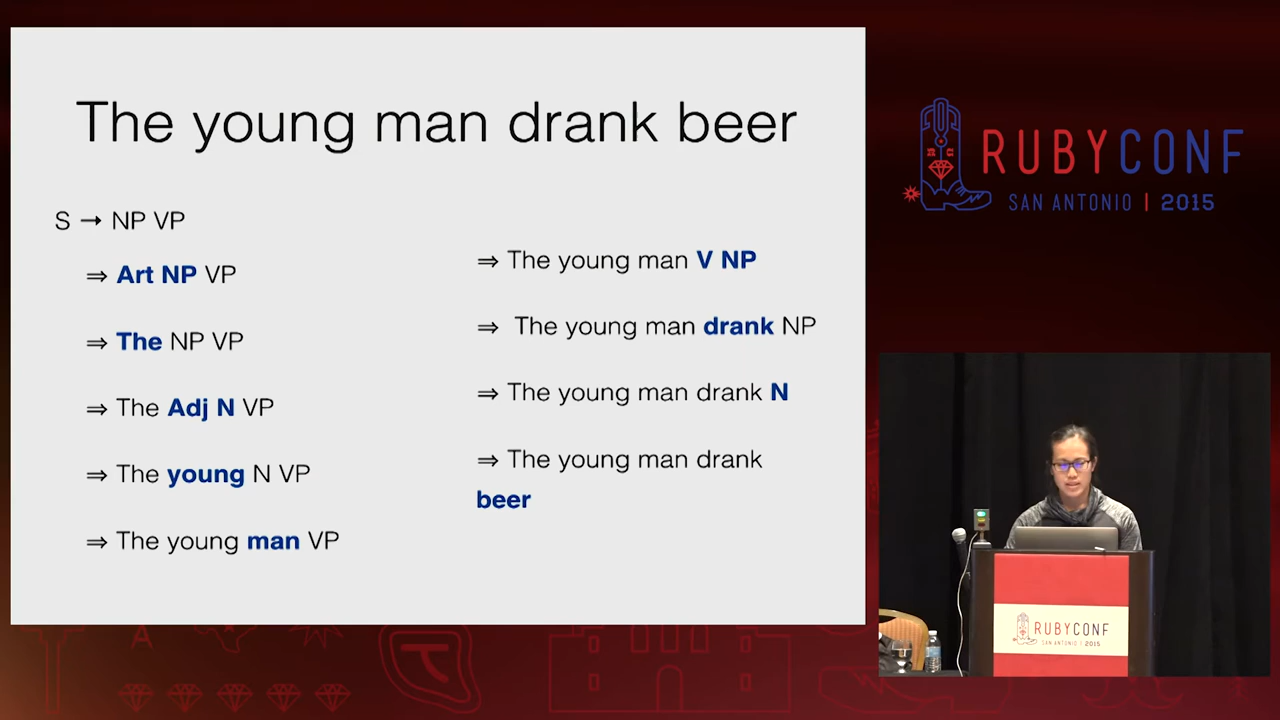 The young man drank beer
S → NP VP
⇒ Art NP VP
⇒ The NP VP
⇒ The Adj N VP
⇒ The young N VP
⇒ The young man VP
⇒ The young man V NP
⇒ The young man drank NP
⇒ The young man drank N
⇒ The young man drank
beer
RUBYCONF
SAN ANTONIO | 2015
RUBYCONF
SAN ANTONIO | 2015